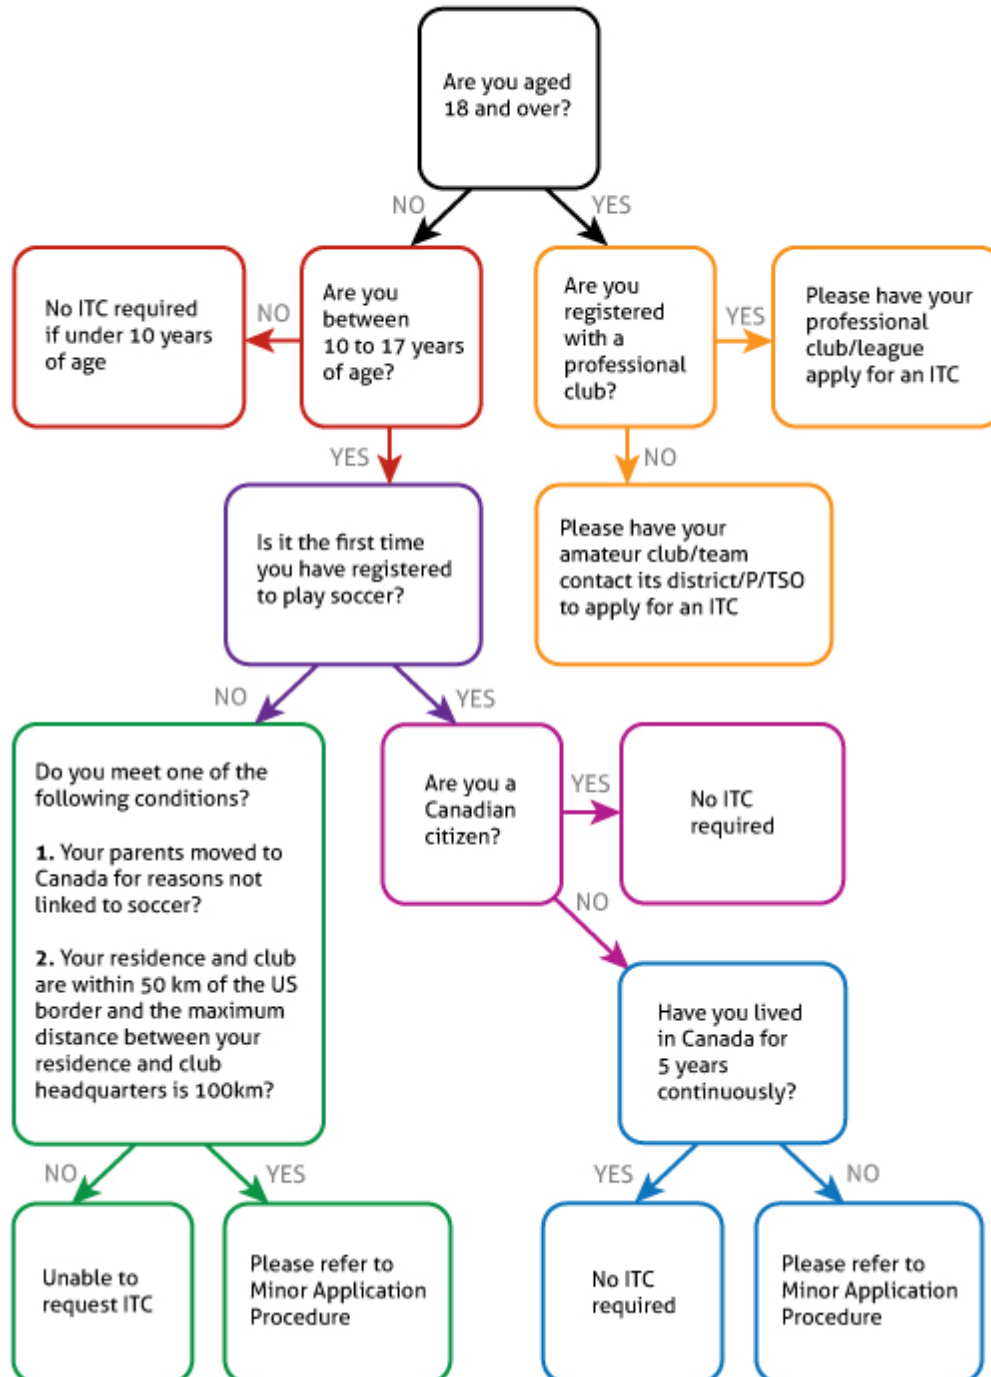 Are you aged
18 and over?
NO
YES
No ITC required
if under 10 years
of age
NO
Are you
between
10 to 17 years
of age?
Are you
registered
with a
professional
club?
YES
Please have your
professional
club/league
apply for an ITC
YES
NO
Is it the first time
you have registered
to play soccer?
Please have your
amateur club/team
contact its district/P/TSO
to apply for an ITC
NO
YES
Do you meet one of the
following conditions?
1. Your parents moved to
Canada for reasons not
linked to soccer?
2. Your residence and club
are within 50 km of the US
border and the maximum
distance between your
residence and club
headquarters is 100km?
Are you a
Canadian
citizen?
YES
No ITC
required
NO
Have you lived
in Canada for
5 years
continuously?
NO
YES
YES
NO
Unable to
request ITC
Please refer to
Minor Application
Procedure
No ITC
required
Please refer to
Minor Application
Procedure